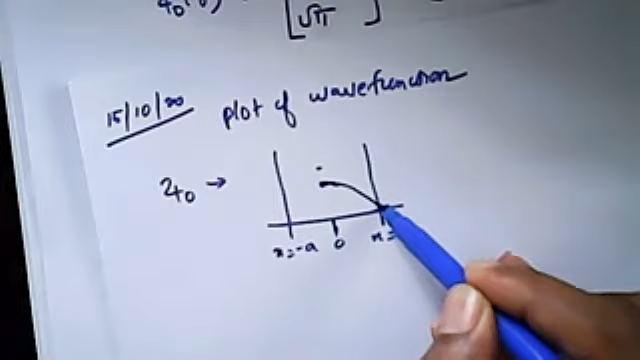 [ √π ]
15/10/20 plot of wavefunction
ψ0 →
x=-a 0 x=